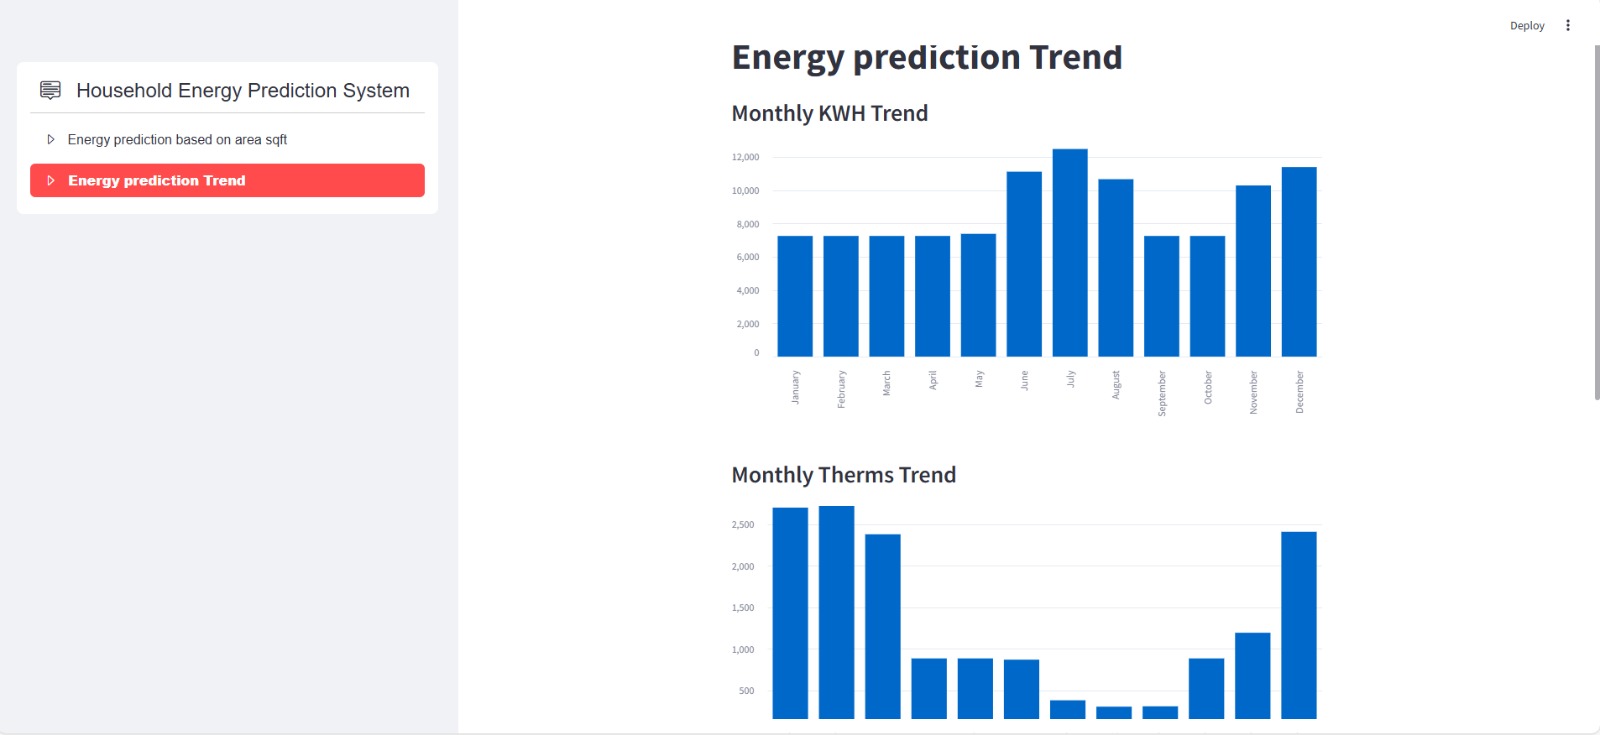 Deploy
Household Energy Prediction System
Energy prediction based on area sqft
Energy prediction Trend
Energy prediction Trend
Monthly KWH Trend
12,000
10,000
8,000
6,000
4,000
2,000
0
January
February
March
April
May
June
July
August
September
October
November
December
Monthly Therms Trend
2,500
2,000
1,500
1,000
500